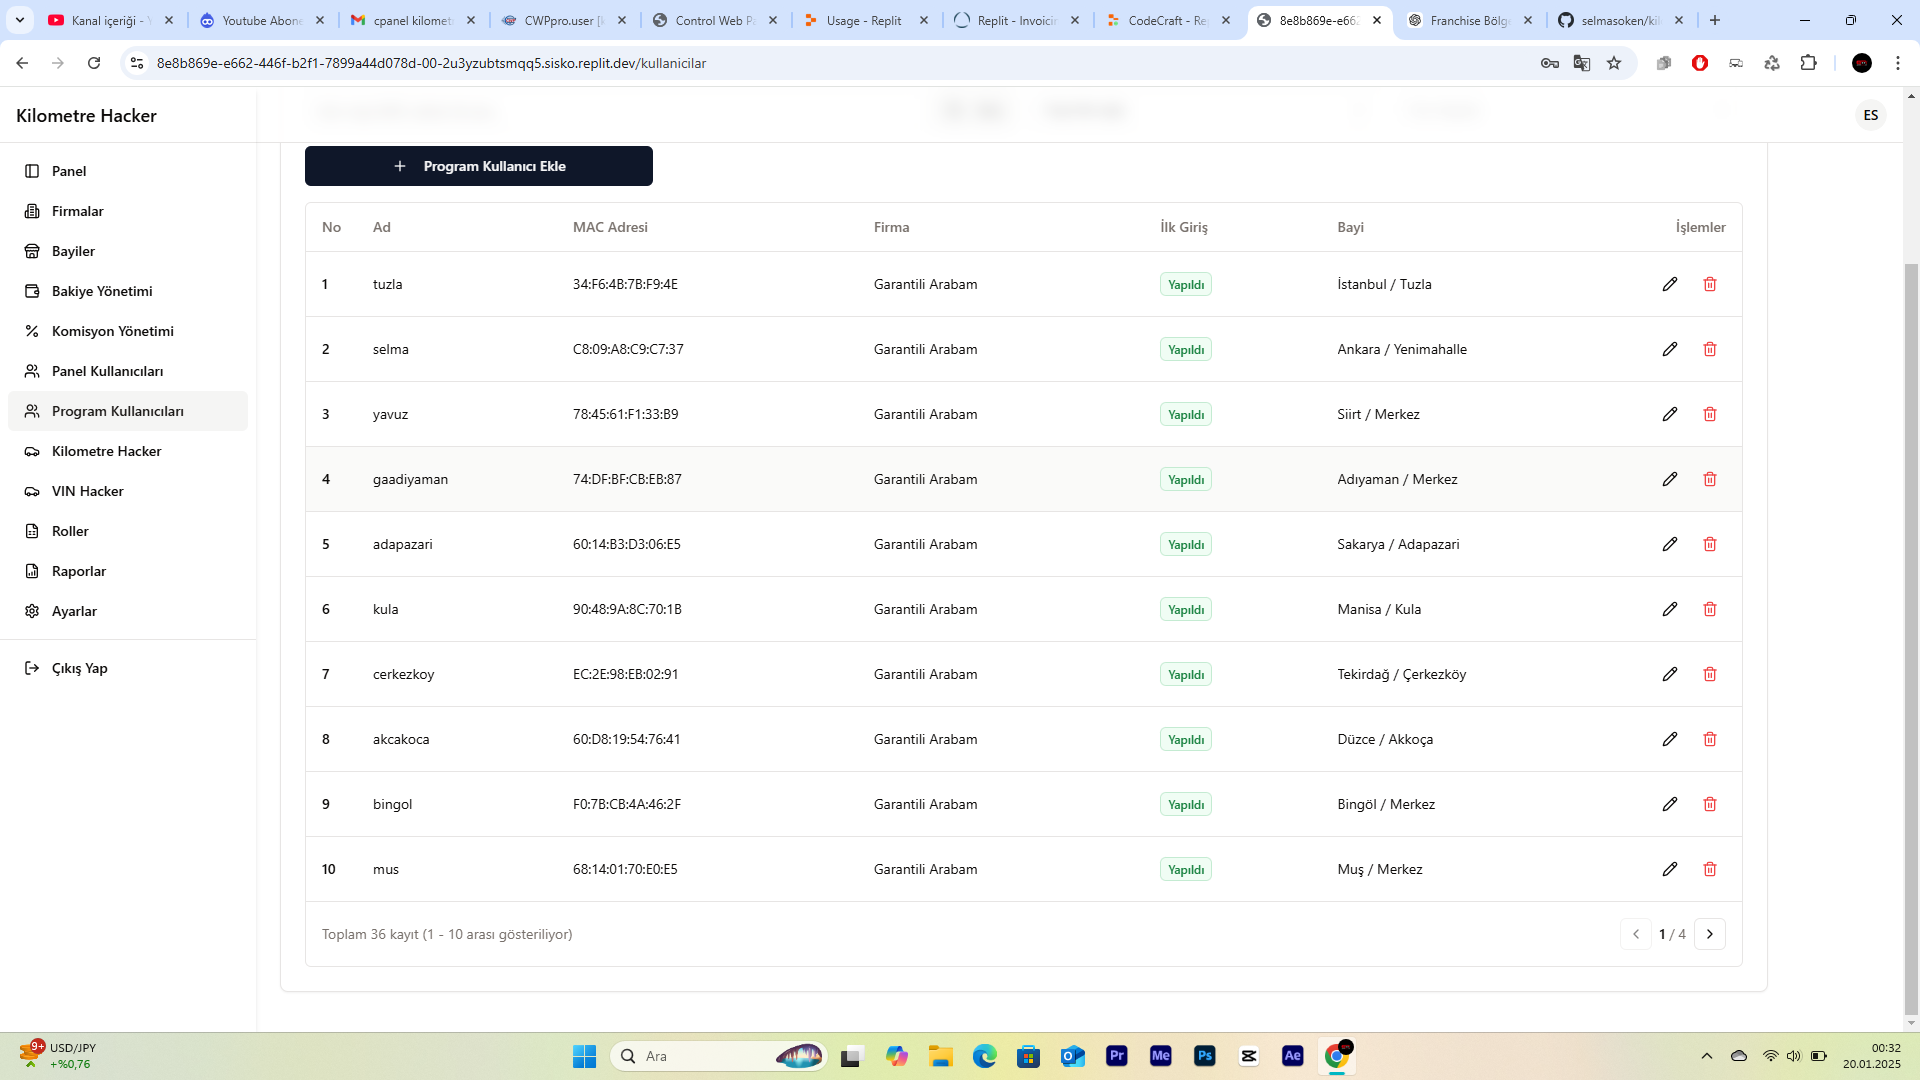 Kanal içeriği - Y
Youtube Abone
cpanel kilomet
CWPpro.user [k
Control Web Pa
Usage - Replit
Replit - Invoicin
CodeCraft - Rep
8e8b869e-e662
Franchise Bölge
selmasoken/kil
8e8b869e-e662-446f-b2f1-7899a44d078d-00-2u3yzubtsmqq5.sisko.replit.dev/kullanicilar
Kilometre Hacker
ES
Panel
Firmalar
Bayiler
Bakiye Yönetimi
Komisyon Yönetimi
Panel Kullanıcıları
Program Kullanıcıları
Kilometre Hacker
VIN Hacker
Roller
Raporlar
Ayarlar
Çıkış Yap
+ Program Kullanıcı Ekle
No Ad MAC Adresi Firma İlk Giriş Bayi İşlemler
1 tuzla 34:F6:4B:7B:F9:4E Garantili Arabam Yapıldı İstanbul / Tuzla
2 selma C8:09:A8:C9:C7:37 Garantili Arabam Yapıldı Ankara / Yenimahalle
3 yavuz 78:45:61:F1:33:B9 Garantili Arabam Yapıldı Siirt / Merkez
4 gaadiyaman 74:DF:BF:CB:EB:87 Garantili Arabam Yapıldı Adıyaman / Merkez
5 adapazari 60:14:B3:D3:06:E5 Garantili Arabam Yapıldı Sakarya / Adapazari
6 kula 90:48:9A:8C:70:1B Garantili Arabam Yapıldı Manisa / Kula
7 cerkezkoy EC:2E:98:EB:02:91 Garantili Arabam Yapıldı Tekirdağ / Çerkezköy
8 akcakoca 60:D8:19:54:76:41 Garantili Arabam Yapıldı Düzce / Akkoça
9 bingol F0:7B:CB:4A:46:2F Garantili Arabam Yapıldı Bingöl / Merkez
10 mus 68:14:01:70:E0:E5 Garantili Arabam Yapıldı Muş / Merkez
Toplam 36 kayıt (1 - 10 arası gösteriliyor)
1 / 4
9+
USD/JPY
+%0,76
Ara
Pr
Me
Ps
Ae
00:32
20.01.2025